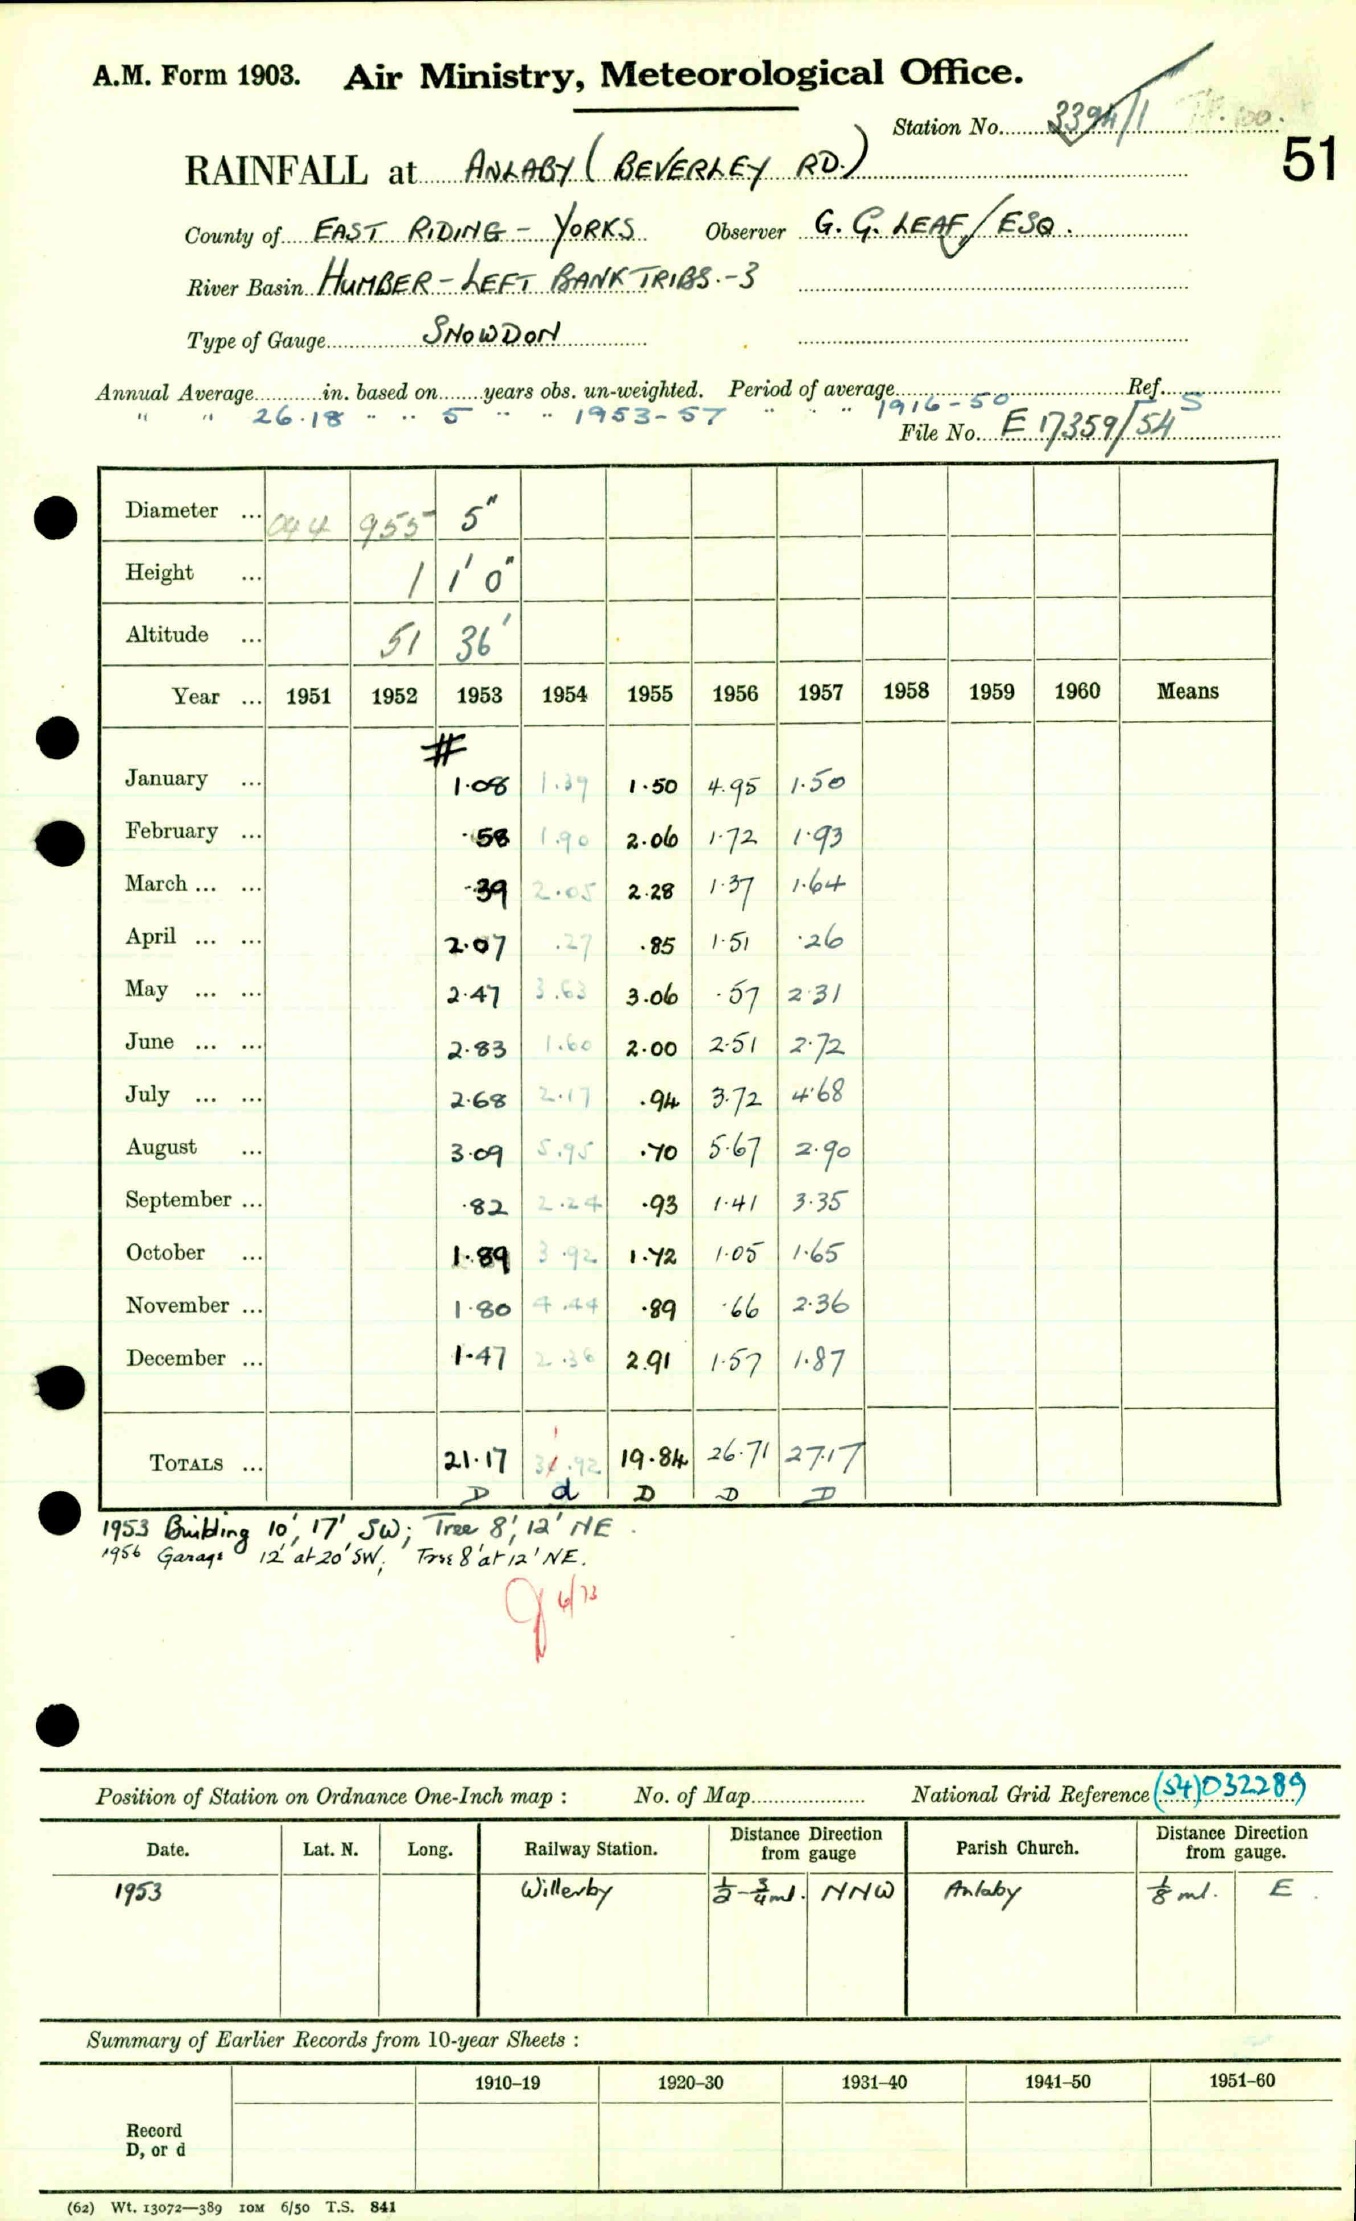 A.M. Form 1903. Air Ministry, Meteorological Office.
Station No. 3394/1
51
RAINFALL at ANLABY (BEVERLEY RD.)
County of EAST RIDING - YORKS Observer G. G. LEAF, ESQ.
River Basin HUMBER - LEFT BANK TRIBS. - 3
Type of Gauge SNOWDON
Annual Average in. based on years obs. un-weighted. Period of average Ref.
" " 26.18 " " 5 " " 1953-57 " " " 1916-50 S
File No. E 17359/54
Diameter ... 044 955 5"
Height ... 1 1' 0"
Altitude ... 51 36'
Year ... 1951 1952 1953 1954 1955 1956 1957 1958 1959 1960 Means
#
January ... 1.08 1.39 1.50 4.95 1.50
February ... .58 1.90 2.06 1.72 1.93
March ... ... .39 2.05 2.28 1.37 1.64
April ... ... 2.07 .27 .85 1.51 .26
May ... ... 2.47 3.63 3.06 .57 2.31
June ... ... 2.83 1.60 2.00 2.51 2.72
July ... ... 2.68 2.17 .94 3.72 4.68
August ... 3.09 5.95 .70 5.67 2.90
September ... .82 2.24 .93 1.41 3.35
October ... 1.89 3.92 1.72 1.05 1.65
November ... 1.80 4.44 .89 .66 2.36
December ... 1.47 2.36 2.91 1.57 1.87
TOTALS ... 21.17 31.92 19.84 26.71 27.17
D d D D D
1953 Building 10', 17' SW; Tree 8', 12' NE.
1956 Garage 12' at 20' SW; Tree 8' at 12' NE.
6/73
Position of Station on Ordnance One-Inch map : No. of Map National Grid Reference (54)032289
Date. Lat. N. Long. Railway Station. Distance from Direction gauge Parish Church. Distance from Direction gauge.
1953 Willerby 1/2 - 3/4 ml. NNW Anlaby 1/8 ml. E.
Summary of Earlier Records from 10-year Sheets :
1910–19 1920–30 1931–40 1941–50 1951–60
Record
D, or d
(62) Wt. 13072—389 10M 6/50 T.S. 841